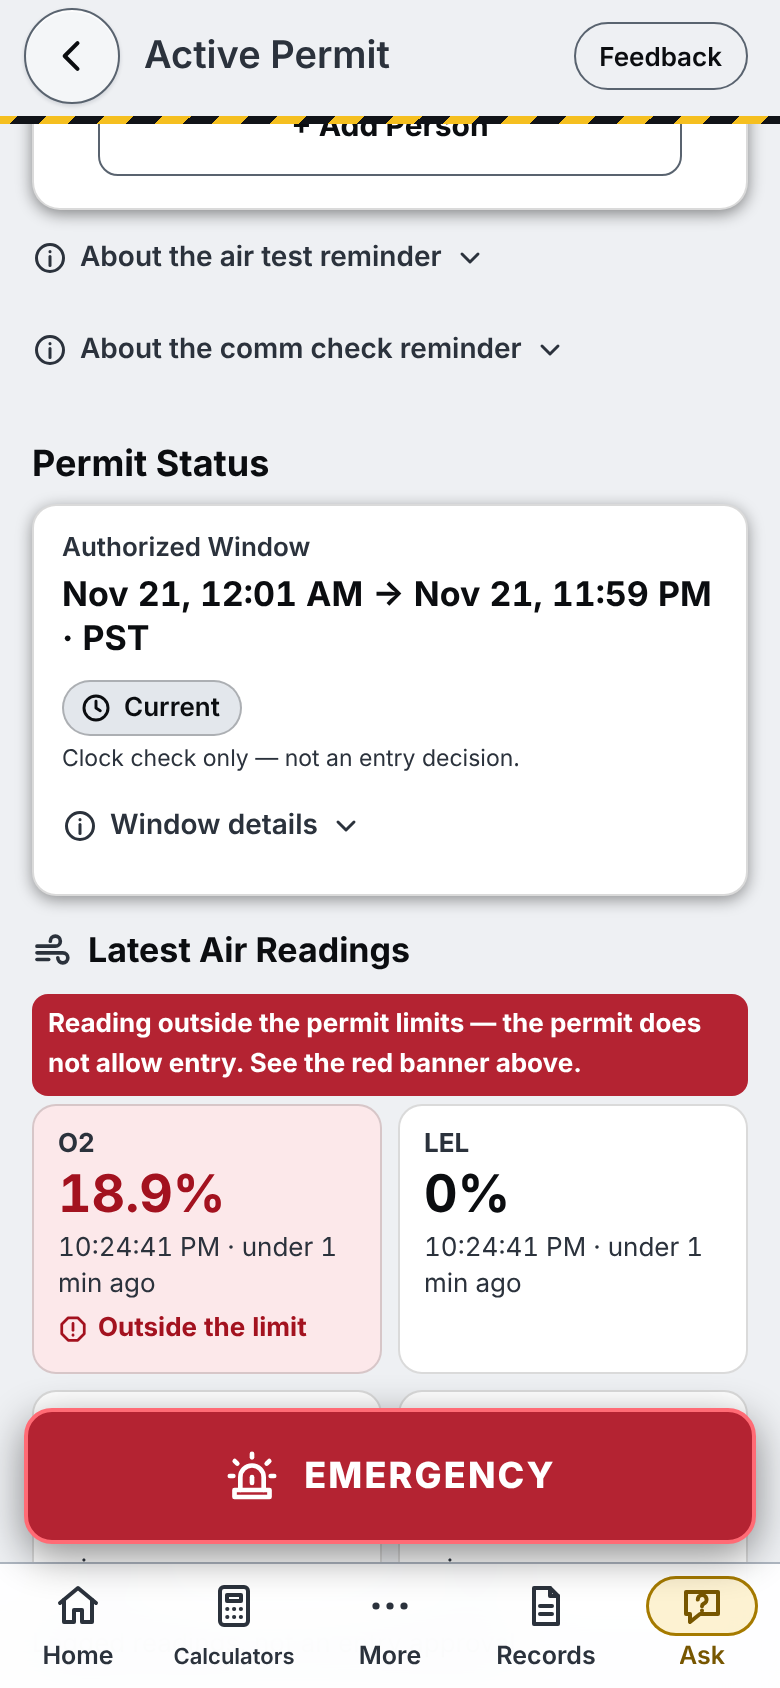 Active Permit
Feedback
+ Add Person
About the air test reminder
About the comm check reminder
Permit Status
Authorized Window
Nov 21, 12:01 AM → Nov 21, 11:59 PM
· PST
Current
Clock check only — not an entry decision.
Window details
Latest Air Readings
Reading outside the permit limits — the permit does
not allow entry. See the red banner above.
O2
18.9%
10:24:41 PM · under 1
min ago
Outside the limit
LEL
0%
10:24:41 PM · under 1
min ago
EMERGENCY
Home
Calculators
More
Records
Ask